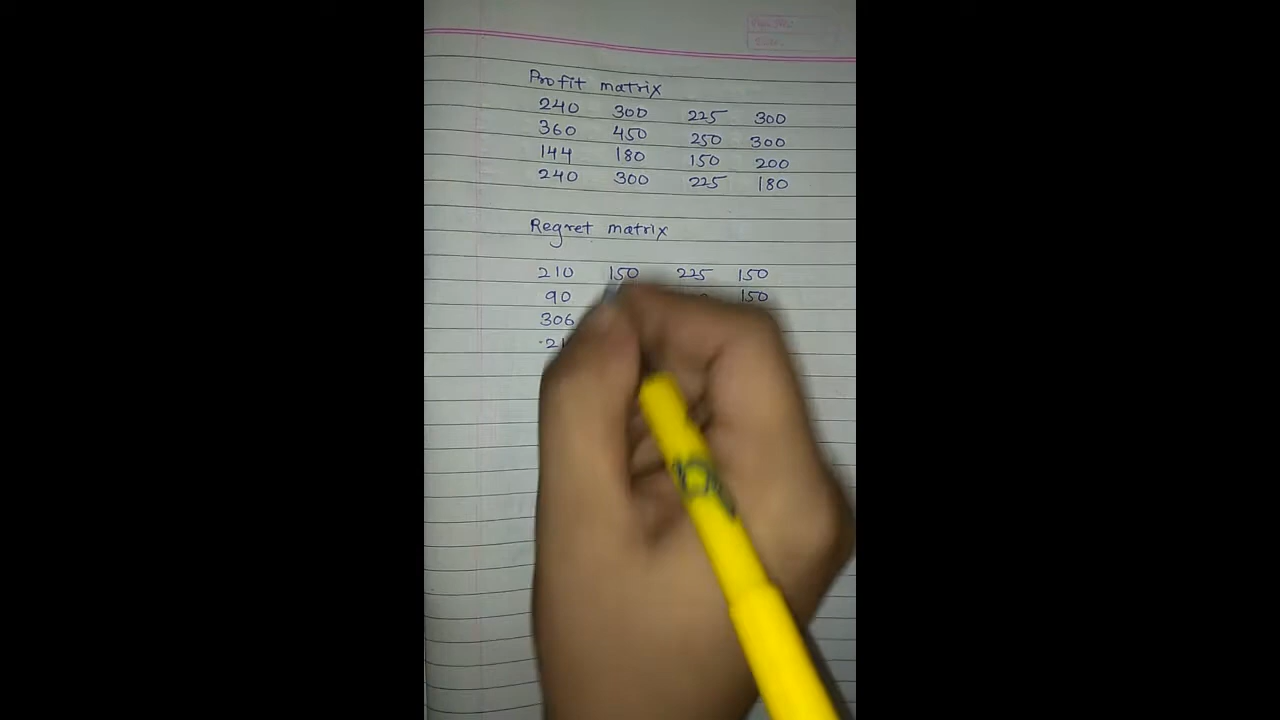 Profit matrix
240 300 225 300
360 450 250 300
144 180 150 200
240 300 225 180
Regret matrix
210 150 225 150
90 150
306